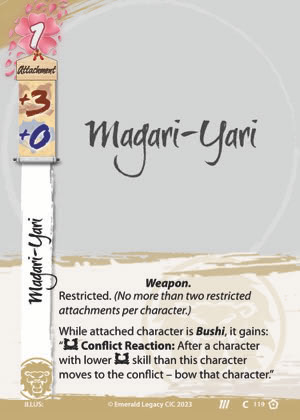 1
Attachment
+3
+0
Magari-Yari
Magari-Yari
Weapon.
Restricted. (No more than two restricted
attachments per character.)
While attached character is Bushi, it gains:
“ Conflict Reaction: After a character
with lower skill than this character
moves to the conflict – bow that character.”
ILLUS:
© Emerald Legacy CIC 2023
C 119